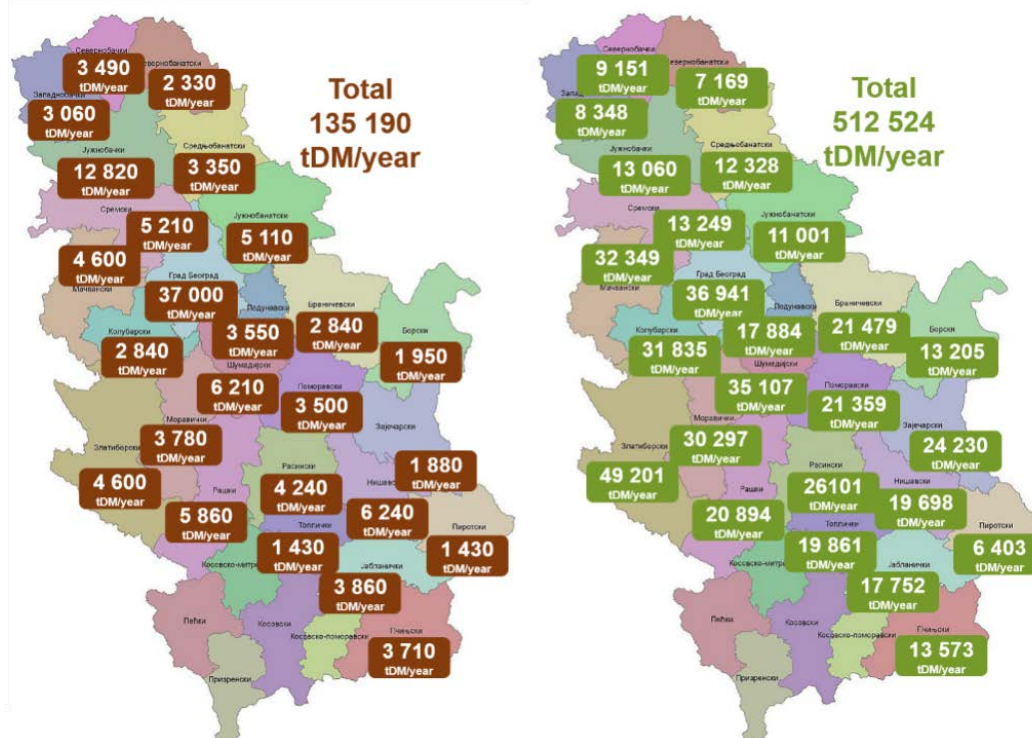 Севернобачки
3 490
tDM/year
2 330
tDM/year
3 060
tDM/year
Јужнобачки
12 820
tDM/year
Средњобанатски
3 350
tDM/year
Total
135 190
tDM/year
Сремски
5 210
tDM/year
Јужнобанатски
5 110
tDM/year
4 600
tDM/year
Мачвански
Град Београд
37 000
tDM/year
Подунавски
Браничевски
2 840
tDM/year
Борски
1 950
tDM/year
Колубарски
2 840
tDM/year
3 550
tDM/year
Шумадијски
6 210
tDM/year
Поморавски
3 500
tDM/year
Зајечарски
1 880
tDM/year
Моравички
3 780
tDM/year
Златиборски
4 600
tDM/year
Рашки
5 860
tDM/year
Расински
4 240
tDM/year
6 240
tDM/year
Пиротски
1 430
tDM/year
Топлички
1 430
tDM/year
Јабланички
3 860
tDM/year
Пећки
Косовски
Косовско-поморавски
3 710
tDM/year
Призренски
Севернобачки
9 151
tDM/year
7 169
tDM/year
8 348
tDM/year
Јужнобачки
13 060
tDM/year
Средњобанатски
12 328
tDM/year
Total
512 524
tDM/year
Сремски
13 249
tDM/year
Јужнобанатски
11 001
tDM/year
32 349
tDM/year
Мачвански
Град Београд
36 941
tDM/year
Подунавски
Браничевски
21 479
tDM/year
Борски
13 205
tDM/year
Колубарски
31 835
tDM/year
17 884
tDM/year
Шумадијски
35 107
tDM/year
Поморавски
21 359
tDM/year
Зајечарски
24 230
tDM/year
Моравички
30 297
tDM/year
Златиборски
49 201
tDM/year
Рашки
20 894
tDM/year
Расински
26101
tDM/year
Нишавски
19 698
tDM/year
Пиротски
6 403
tDM/year
Топлички
19 861
tDM/year
Јабланички
17 752
tDM/year
Пећки
Косовски
Косовско-поморавски
Пчињски
13 573
tDM/year
Призренски